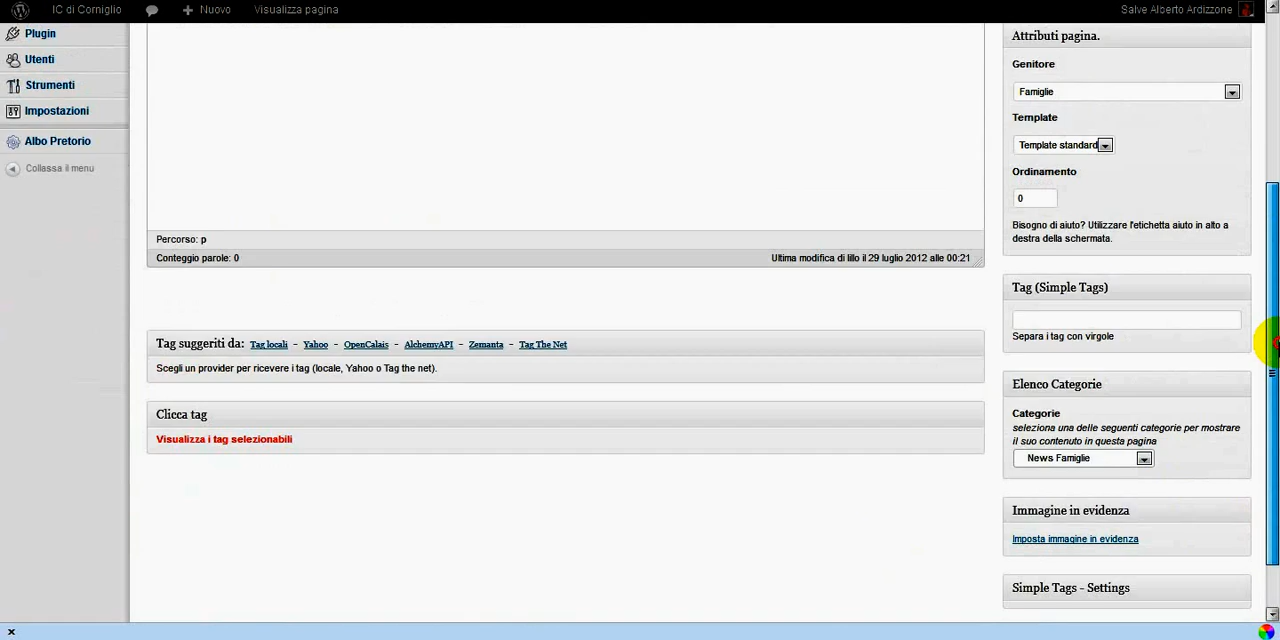 IC di Corniglio
Nuovo
Visualizza pagina
Salve Alberto Ardizzone
Plugin
Utenti
Strumenti
Impostazioni
Albo Pretorio
Collassa il menu
Percorso: p
Conteggio parole: 0
Ultima modifica di lillo il 29 luglio 2012 alle 00:21
Tag suggeriti da: Tag locali - Yahoo - OpenCalais - AlchemyAPI - Zemanta - Tag The Net
Scegli un provider per ricevere i tag (locale, Yahoo o Tag the net).
Clicca tag
Visualizza i tag selezionabili
Attributi pagina.
Genitore
Famiglie
Template
Template standard
Ordinamento
0
Bisogno di aiuto? Utilizzare l'etichetta aiuto in alto a
destra della schermata.
Tag (Simple Tags)
Separa i tag con virgole
Elenco Categorie
Categorie
seleziona una delle seguenti categorie per mostrare
il suo contenuto in questa pagina
News Famiglie
Immagine in evidenza
Imposta immagine in evidenza
Simple Tags - Settings